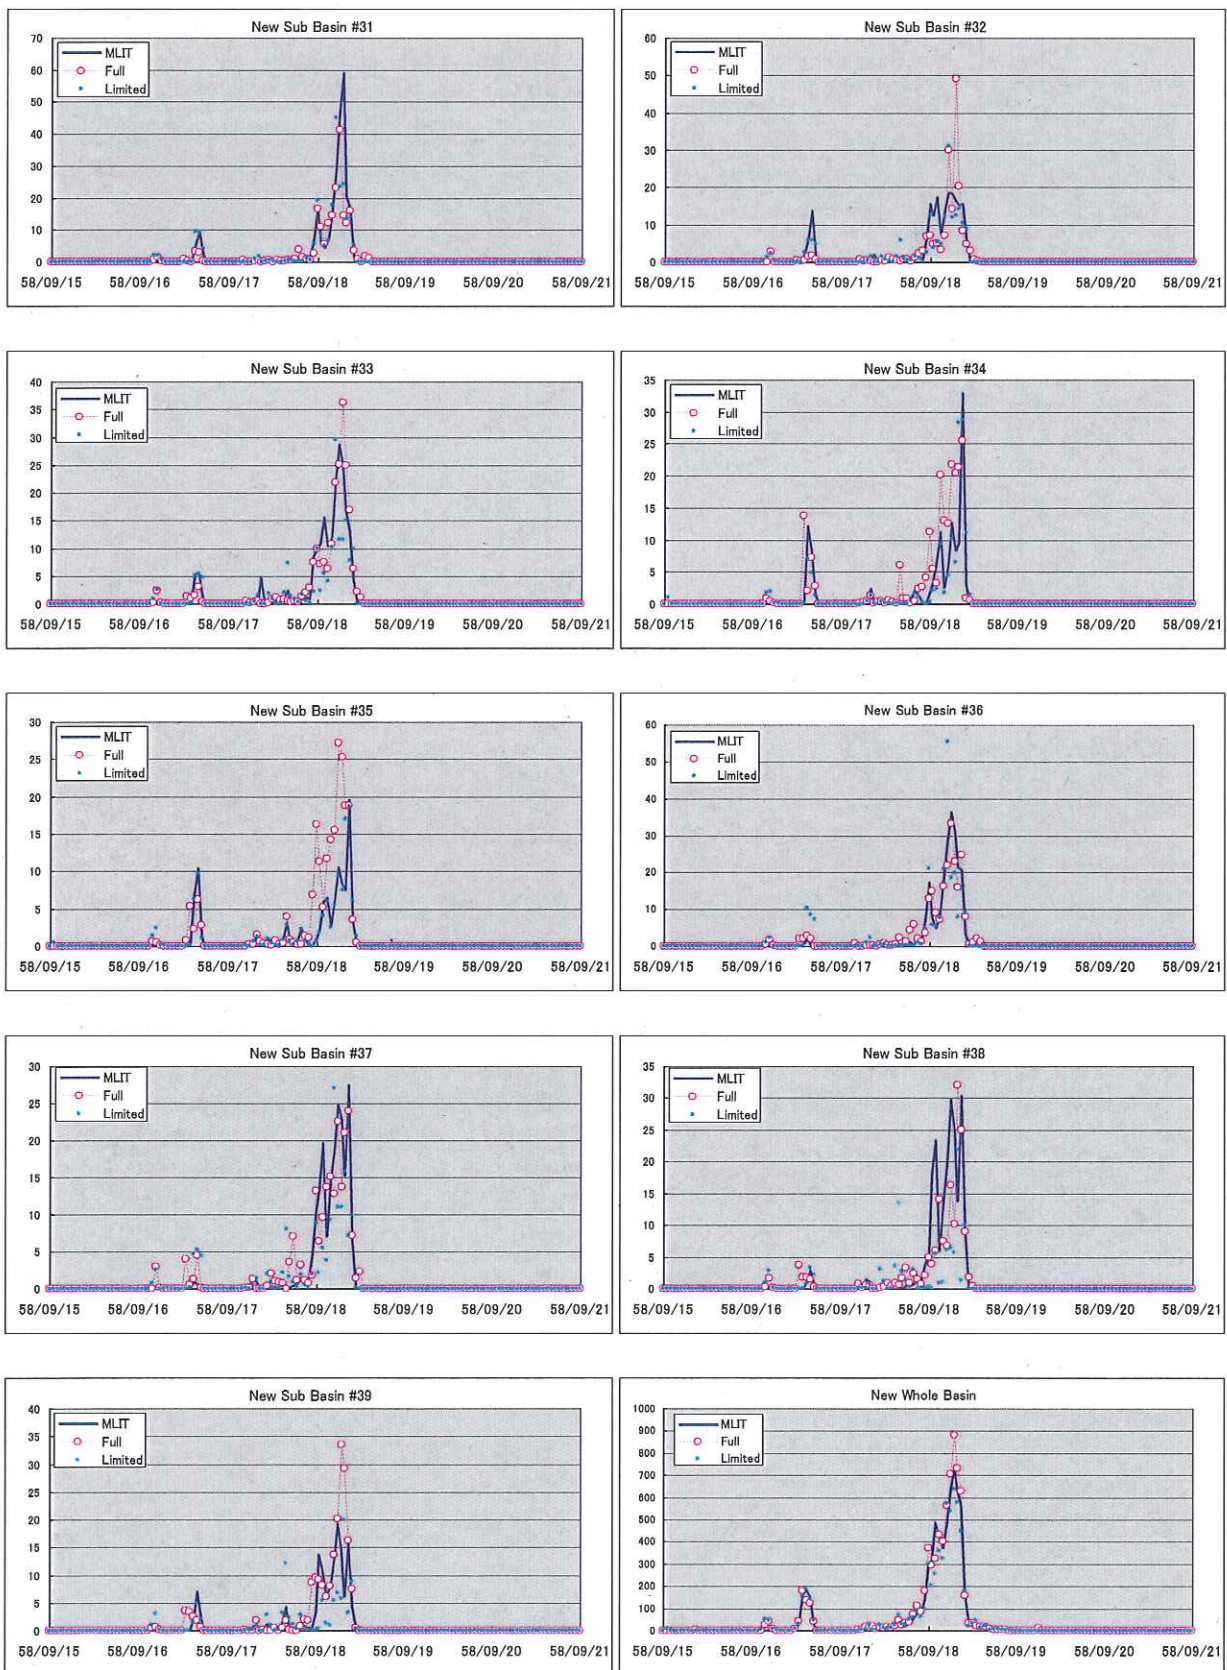 New Sub Basin #31
MLIT
Full
Limited
70
60
50
40
30
20
10
0
58/09/15 58/09/16 58/09/17 58/09/18 58/09/19 58/09/20 58/09/21
New Sub Basin #32
MLIT
Full
Limited
60
50
40
30
20
10
0
58/09/15 58/09/16 58/09/17 58/09/18 58/09/19 58/09/20 58/09/21
New Sub Basin #33
MLIT
Full
Limited
40
35
30
25
20
15
10
5
0
58/09/15 58/09/16 58/09/17 58/09/18 58/09/19 58/09/20 58/09/21
New Sub Basin #34
MLIT
Full
Limited
35
30
25
20
15
10
5
0
58/09/15 58/09/16 58/09/17 58/09/18 58/09/19 58/09/20 58/09/21
New Sub Basin #35
MLIT
Full
Limited
30
25
20
15
10
5
0
58/09/15 58/09/16 58/09/17 58/09/18 58/09/19 58/09/20 58/09/21
New Sub Basin #36
MLIT
Full
Limited
60
50
40
30
20
10
0
58/09/15 58/09/16 58/09/17 58/09/18 58/09/19 58/09/20 58/09/21
New Sub Basin #37
MLIT
Full
Limited
30
25
20
15
10
5
0
58/09/15 58/09/16 58/09/17 58/09/18 58/09/19 58/09/20 58/09/21
New Sub Basin #38
MLIT
Full
Limited
35
30
25
20
15
10
5
0
58/09/15 58/09/16 58/09/17 58/09/18 58/09/19 58/09/20 58/09/21
New Sub Basin #39
MLIT
Full
Limited
40
35
30
25
20
15
10
5
0
58/09/15 58/09/16 58/09/17 58/09/18 58/09/19 58/09/20 58/09/21
New Whole Basin
MLIT
Full
Limited
1000
900
800
700
600
500
400
300
200
100
0
58/09/15 58/09/16 58/09/17 58/09/18 58/09/19 58/09/20 58/09/21